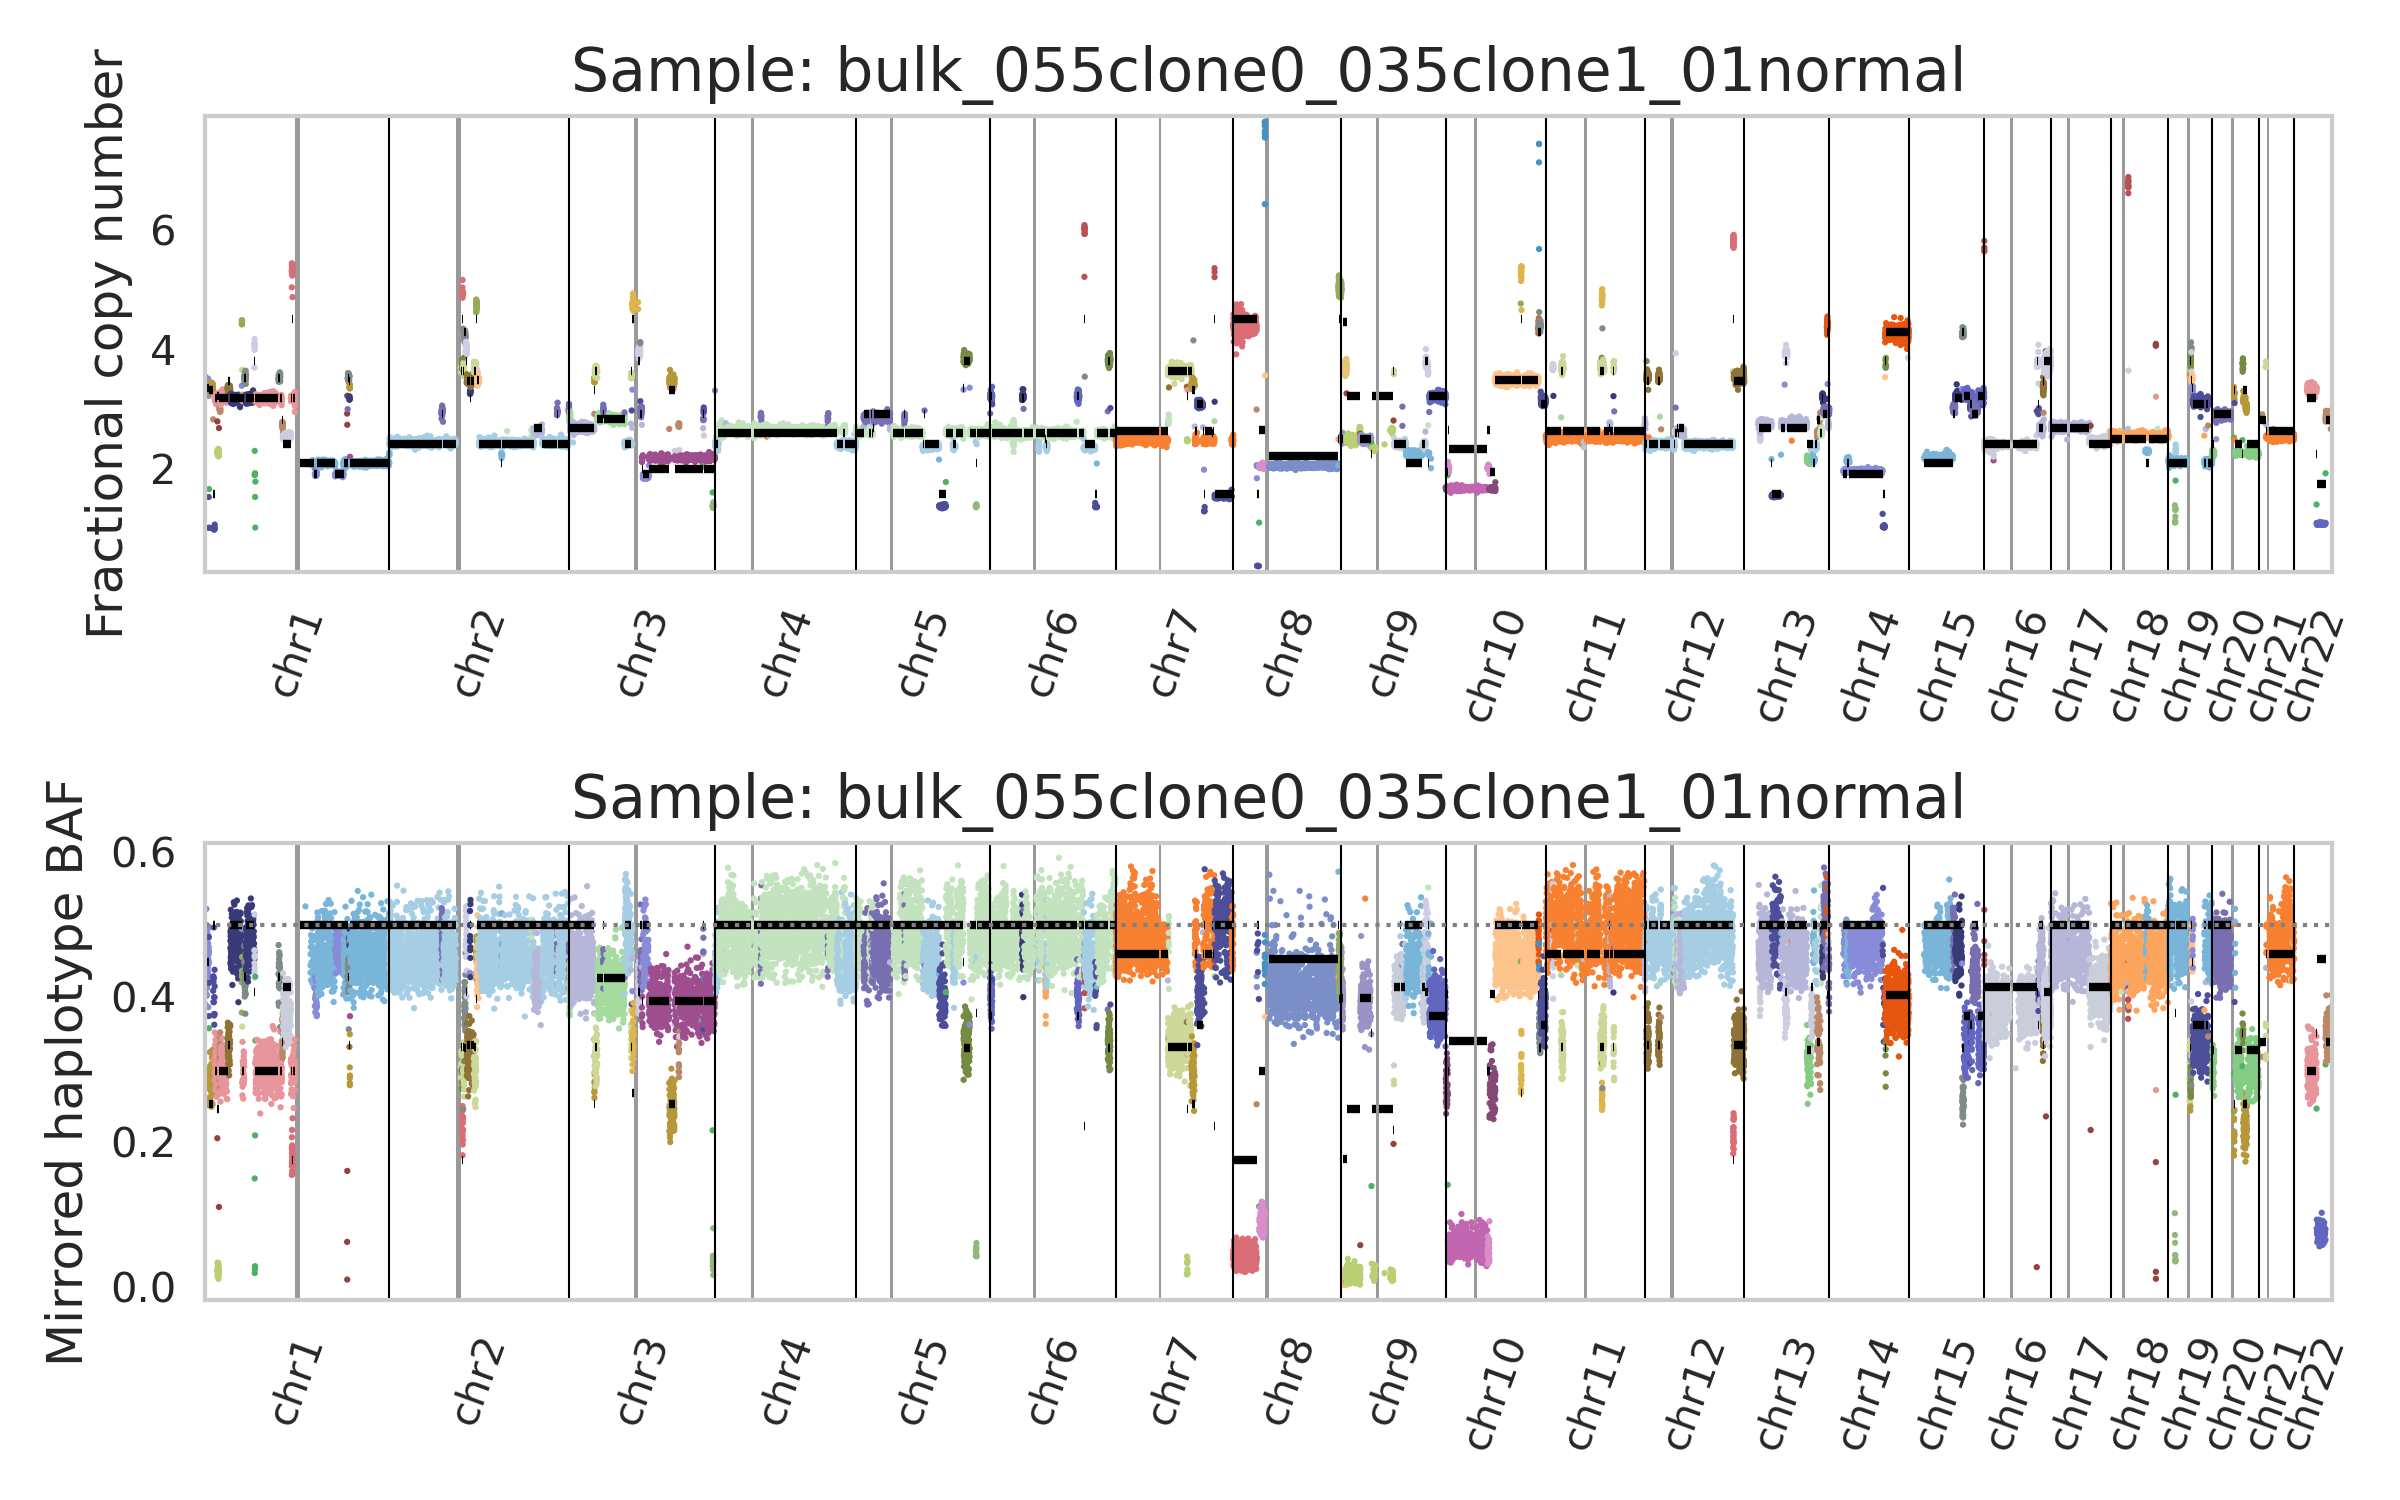 Sample: bulk_055clone0_035clone1_01normal
Fractional copy number
6
4
2
chr1 chr2 chr3 chr4 chr5 chr6 chr7 chr8 chr9 chr10 chr11 chr12 chr13 chr14 chr15 chr16 chr17 chr18 chr19 chr20 chr21 chr22
Sample: bulk_055clone0_035clone1_01normal
Mirrored haplotype BAF
0.6
0.4
0.2
0.0
chr1 chr2 chr3 chr4 chr5 chr6 chr7 chr8 chr9 chr10 chr11 chr12 chr13 chr14 chr15 chr16 chr17 chr18 chr19 chr20 chr21 chr22